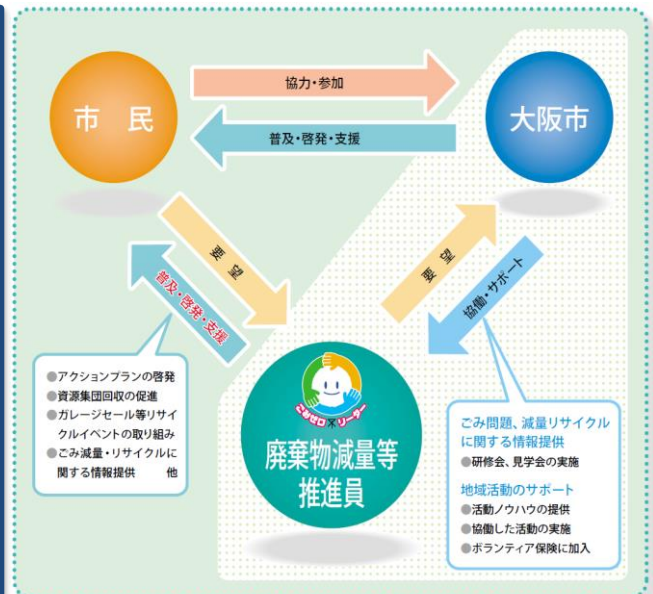 市 民
協力・参加
大阪市
普及・啓発・支援
要 望
普及・啓発・支援
要 望
協働・サポート
●アクションプランの啓発
●資源集団回収の促進
●ガレージセール等リサイ
クルイベントの取り組み
●ごみ減量・リサイクルに
関する情報提供 他
ごみゼロリーダー
廃棄物減量等
推進員
ごみ問題、減量リサイクル
に関する情報提供
●研修会、見学会の実施
地域活動のサポート
●活動ノウハウの提供
●協働した活動の実施
●ボランティア保険に加入